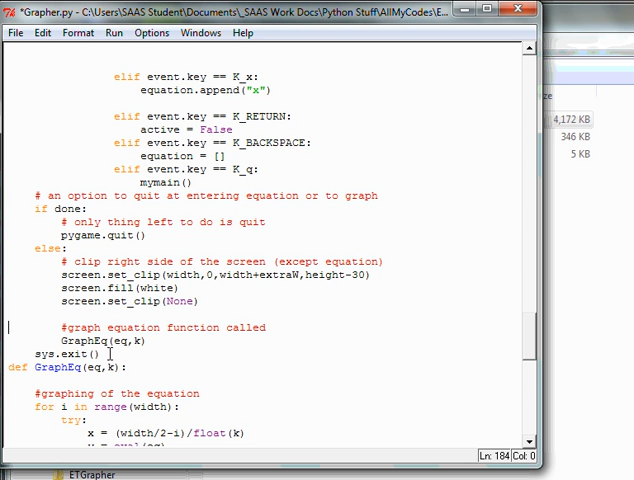 *Grapher.py - C:\Users\SAAS Student\Documents\_SAAS Work Docs\Python Stuff\AllMyCodes\E...
File Edit Format Run Options Windows Help
elif event.key == K_x:
equation.append("x")
elif event.key == K_RETURN:
active = False
elif event.key == K_BACKSPACE:
equation = []
elif event.key == K_q:
mymain()
# an option to quit at entering equation or to graph
if done:
# only thing left to do is quit
pygame.quit()
else:
# clip right side of the screen (except equation)
screen.set_clip(width,0,width+extraW,height-30)
screen.fill(white)
screen.set_clip(None)
#graph equation function called
GraphEq(eq,k)
sys.exit()
def GraphEq(eq,k):
#graphing of the equation
for i in range(width):
try:
x = (width/2-i)/float(k)
y = eval(eq)
Ln: 184 Col: 0
ze
4,172 KB
346 KB
5 KB
ETGrapher